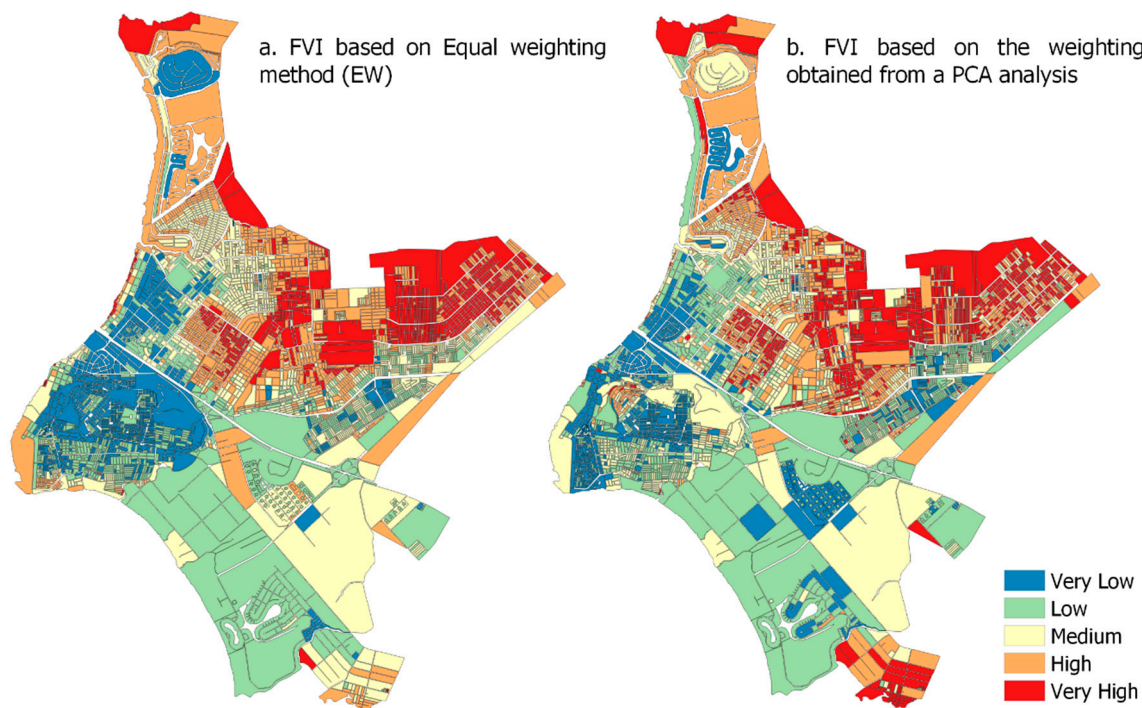 a. FVI based on Equal weighting
method (EW)
b. FVI based on the weighting
obtained from a PCA analysis
Very Low
Low
Medium
High
Very High